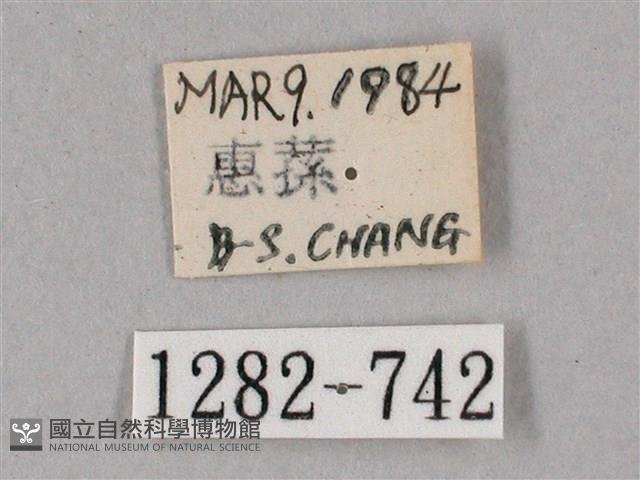 MAR 9. 1984
惠蓀
B S. CHANG
1282-742
國立自然科學博物館
NATIONAL MUSEUM OF NATURAL SCIENCE